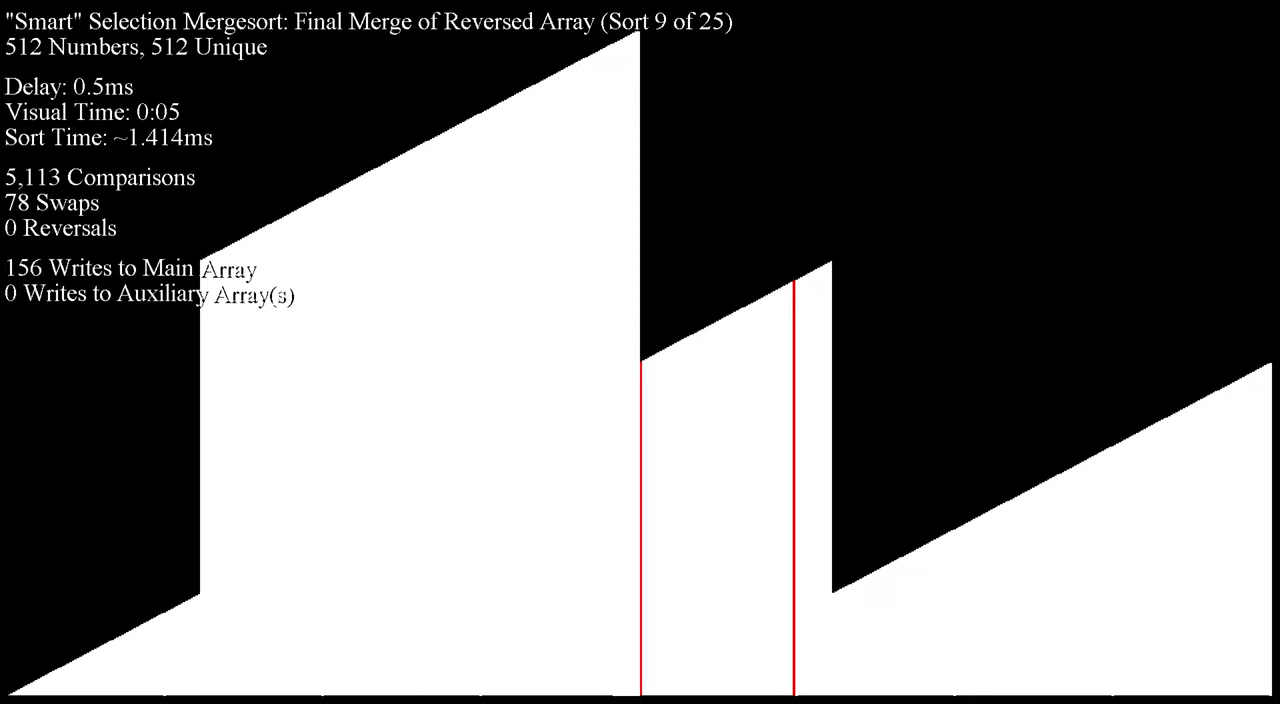 "Smart" Selection Mergesort: Final Merge of Reversed Array (Sort 9 of 25)
512 Numbers, 512 Unique
Delay: 0.5ms
Visual Time: 0:05
Sort Time: ~1.414ms
5,113 Comparisons
78 Swaps
0 Reversals
156 Writes to Main Array
0 Writes to Auxiliary Array(s)